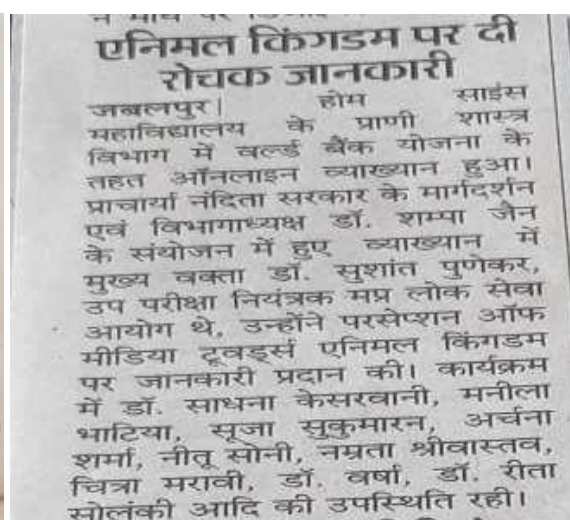 एनिमल किंगडम पर दी
रोचक जानकारी
जबलपुर। होम साइंस
महाविद्यालय के प्राणी शास्त्र
विभाग में वर्ल्ड बैंक योजना के
तहत ऑनलाइन व्याख्यान हुआ।
प्राचार्या नंदिता सरकार के मार्गदर्शन
एवं विभागाध्यक्ष डॉ. शम्पा जैन
के संयोजन में हुए व्याख्यान में
मुख्य वक्ता डॉ. सुशांत पुणेकर,
उप परीक्षा नियंत्रक मप्र लोक सेवा
आयोग थे, उन्होंने परसेप्शन ऑफ
मीडिया टूवर्ड्स एनिमल किंगडम
पर जानकारी प्रदान की। कार्यक्रम
में डॉ. साधना केसरवानी, मनीला
भाटिया, सूजा सुकुमारन, अर्चना
शर्मा, नीतू सोनी, नम्रता श्रीवास्तव,
चित्रा मरावी, डॉ. वर्षा, डॉ. रीता
सोलंकी आदि की उपस्थिति रही।